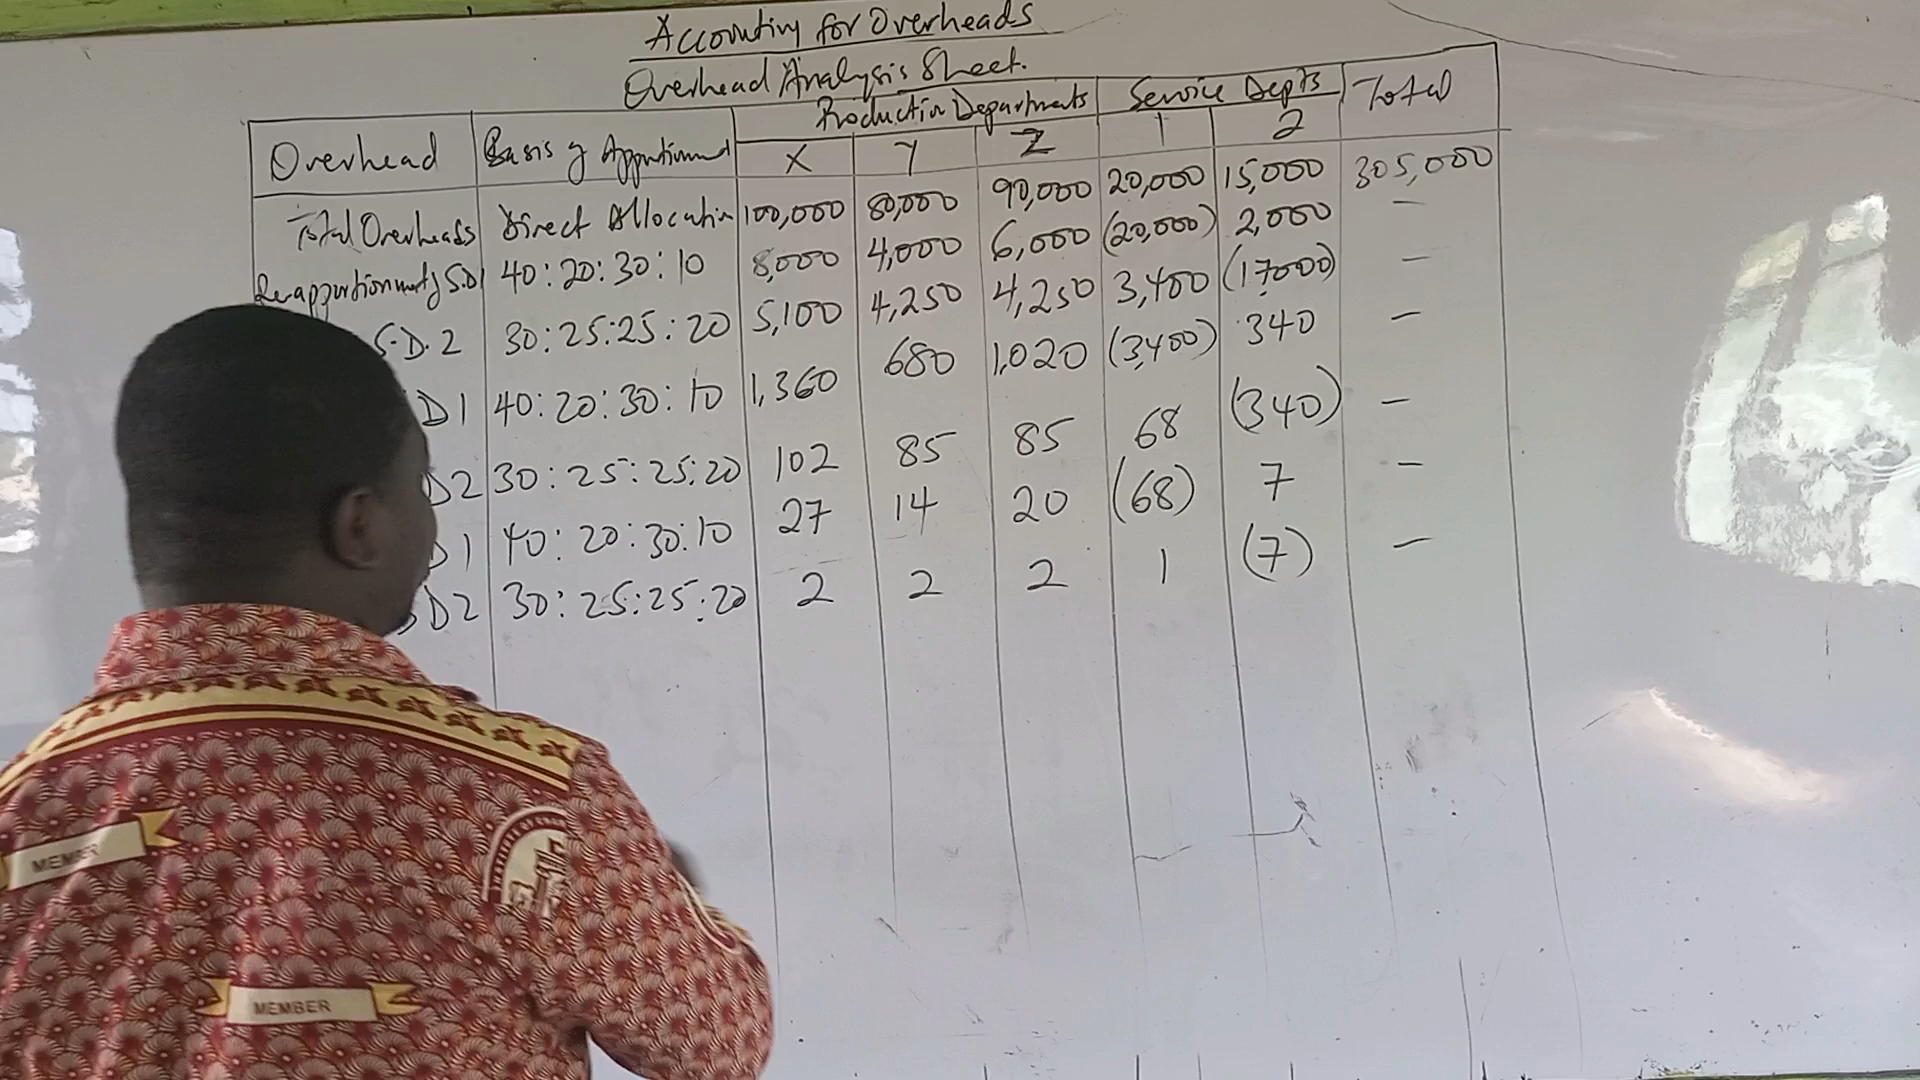 Accounting for Overheads
Overhead Analysis Sheet.
Overhead Basis of Apportionment Production Departments Service Depts Total
X Y Z 1 2
Total Overheads Direct Allocation 100,000 80,000 90,000 20,000 15,000 305,000
Re-apportionment of S.D1 40:20:30:10 8,000 4,000 6,000 (20,000) 2,000 -
S.D.2 30:25:25:20 5,100 4,250 4,250 3,400 (17000) -
D1 40:20:30:10 1,360 680 1,020 (3,400) 340 -
D2 30:25:25:20 102 85 85 68 (340) -
D1 40:20:30:10 27 14 20 (68) 7 -
D2 30:25:25:20 2 2 2 1 (7) -
MEMBER
MEMBER